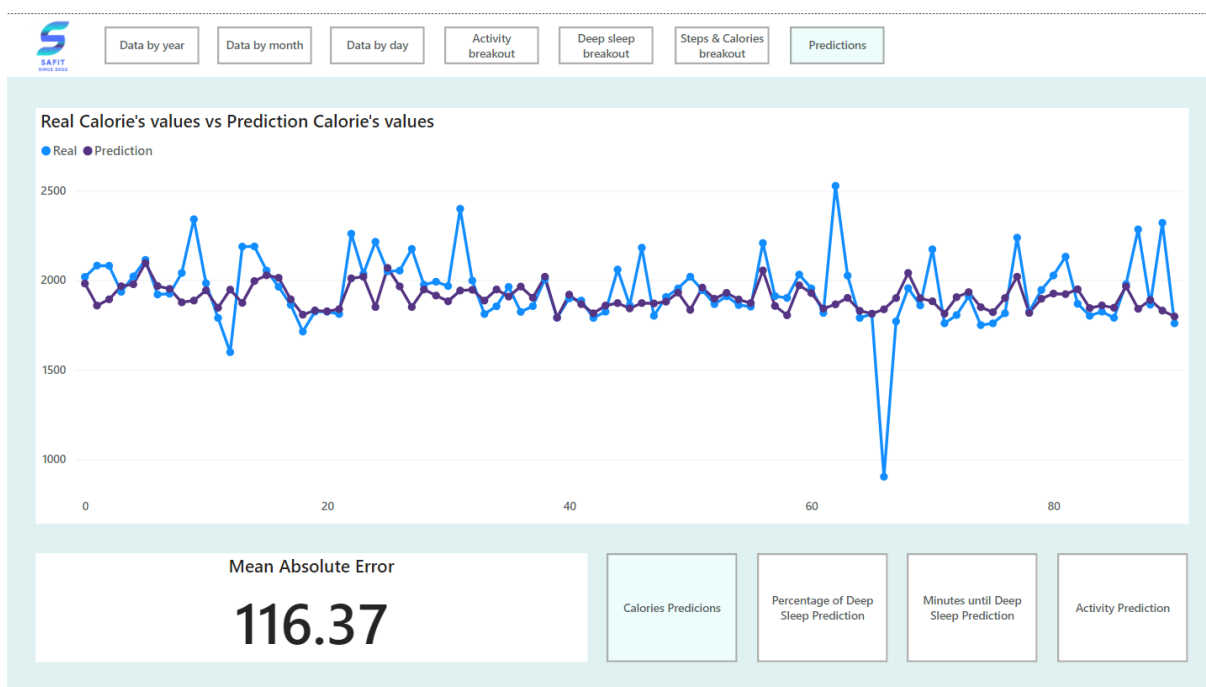 SAFIT
SINCE 2022
Data by year
Data by month
Data by day
Activity
breakout
Deep sleep
breakout
Steps & Calories
breakout
Predictions
Real Calorie's values vs Prediction Calorie's values
Real Prediction
2500
2000
1500
1000
0 20 40 60 80
Mean Absolute Error
116.37
Calories Predicions
Percentage of Deep
Sleep Prediction
Minutes until Deep
Sleep Prediction
Activity Prediction